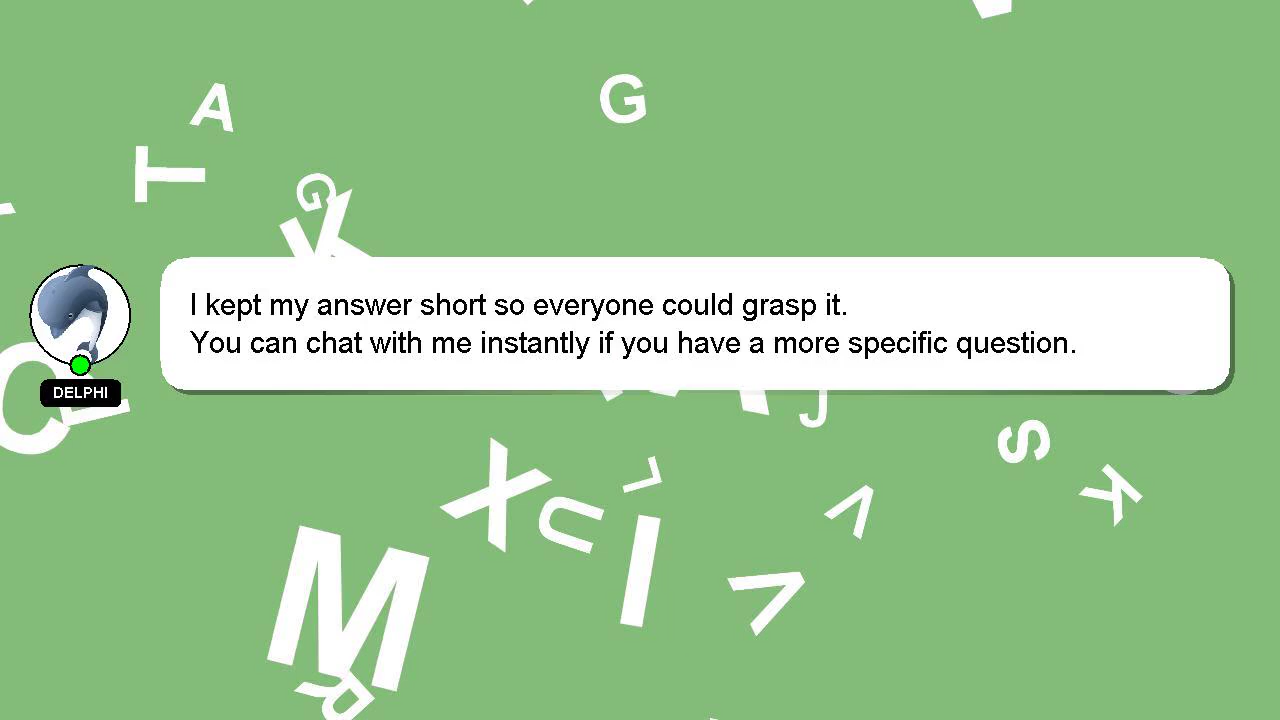 A
G
T
G
K
I kept my answer short so everyone could grasp it.
You can chat with me instantly if you have a more specific question.
DELPHI
C
J
S
X
L
K
U
V
I
V
M
R